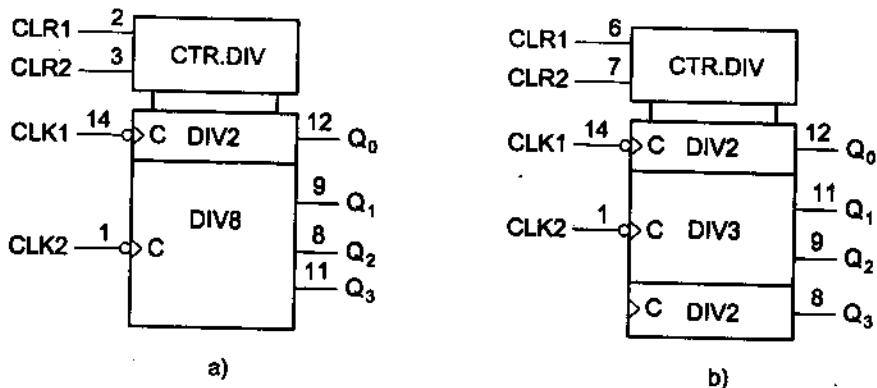 CLR1 2
CLR2 3
CTR.DIV
CLK1 14 C DIV2 12 Q0
DIV8
9 Q1
CLK2 1 C 8 Q2
11 Q3
a)
CLR1 6
CLR2 7
CTR.DIV
CLK1 14 C DIV2 12 Q0
11 Q1
CLK2 1 C DIV3
9 Q2
C DIV2 8 Q3
b)